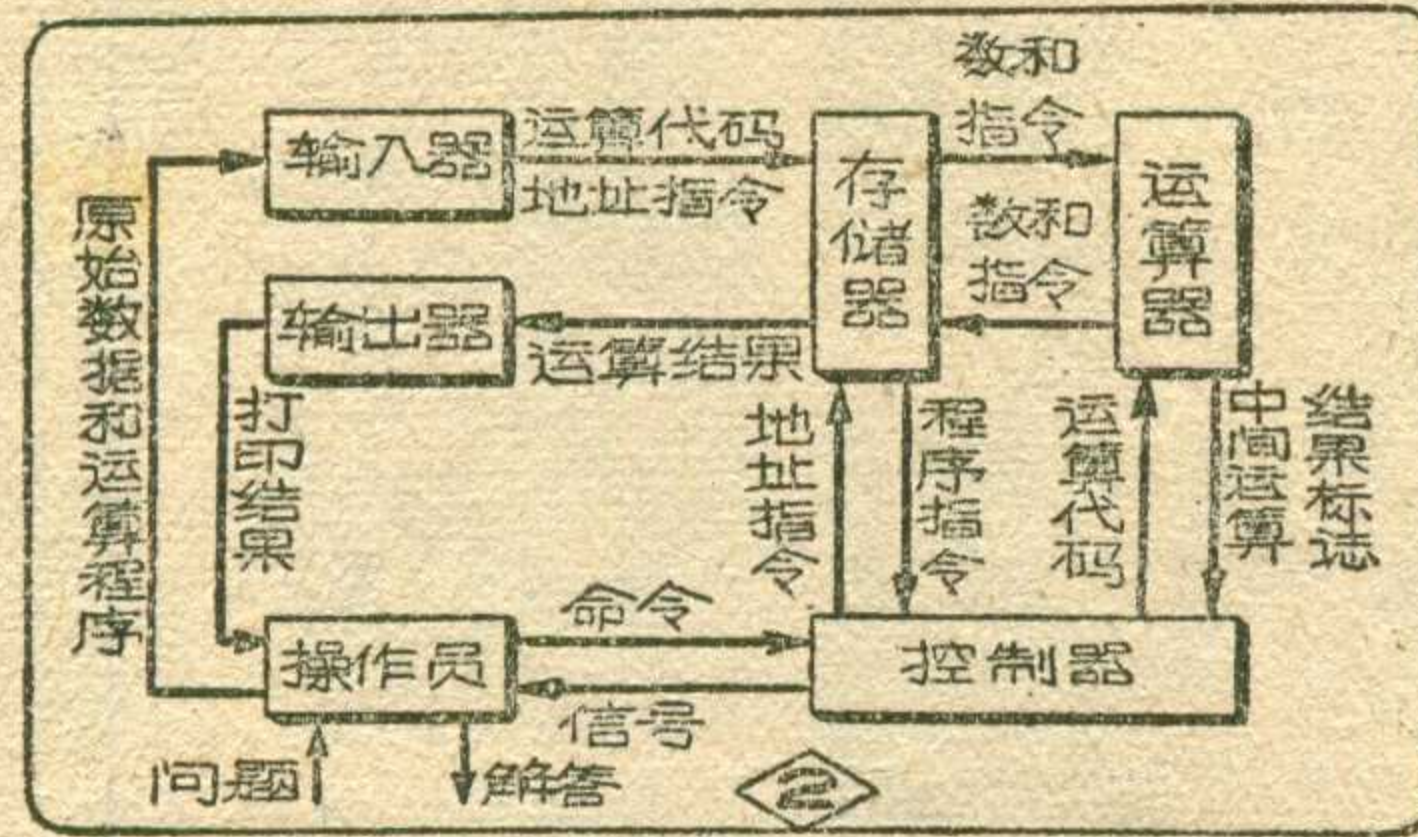 数和
指令
输入器
运算代码
地址指令
存储器
运算器
数和
指令
原始数据和运算程序
输出器
运算结果
打印结果
地址指令
程序指令
运算代码
中间运算
结果标志
操作员
命令
信号
控制器
问题
解答
2